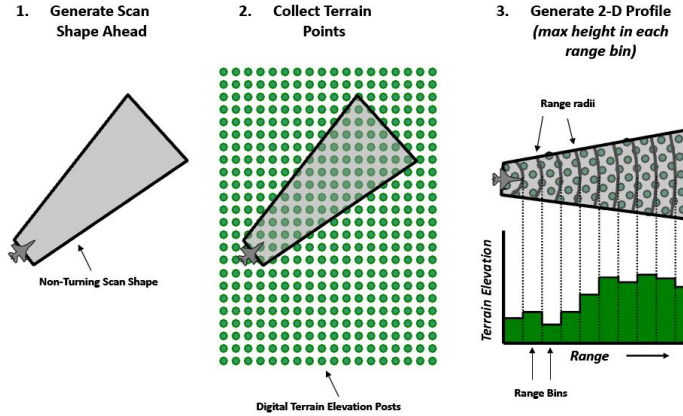 1. Generate Scan
Shape Ahead
Non-Turning Scan Shape
2. Collect Terrain
Points
Digital Terrain Elevation Posts
3. Generate 2-D Profile
(max height in each
range bin)
Range radii
Terrain Elevation
Range
Range Bins